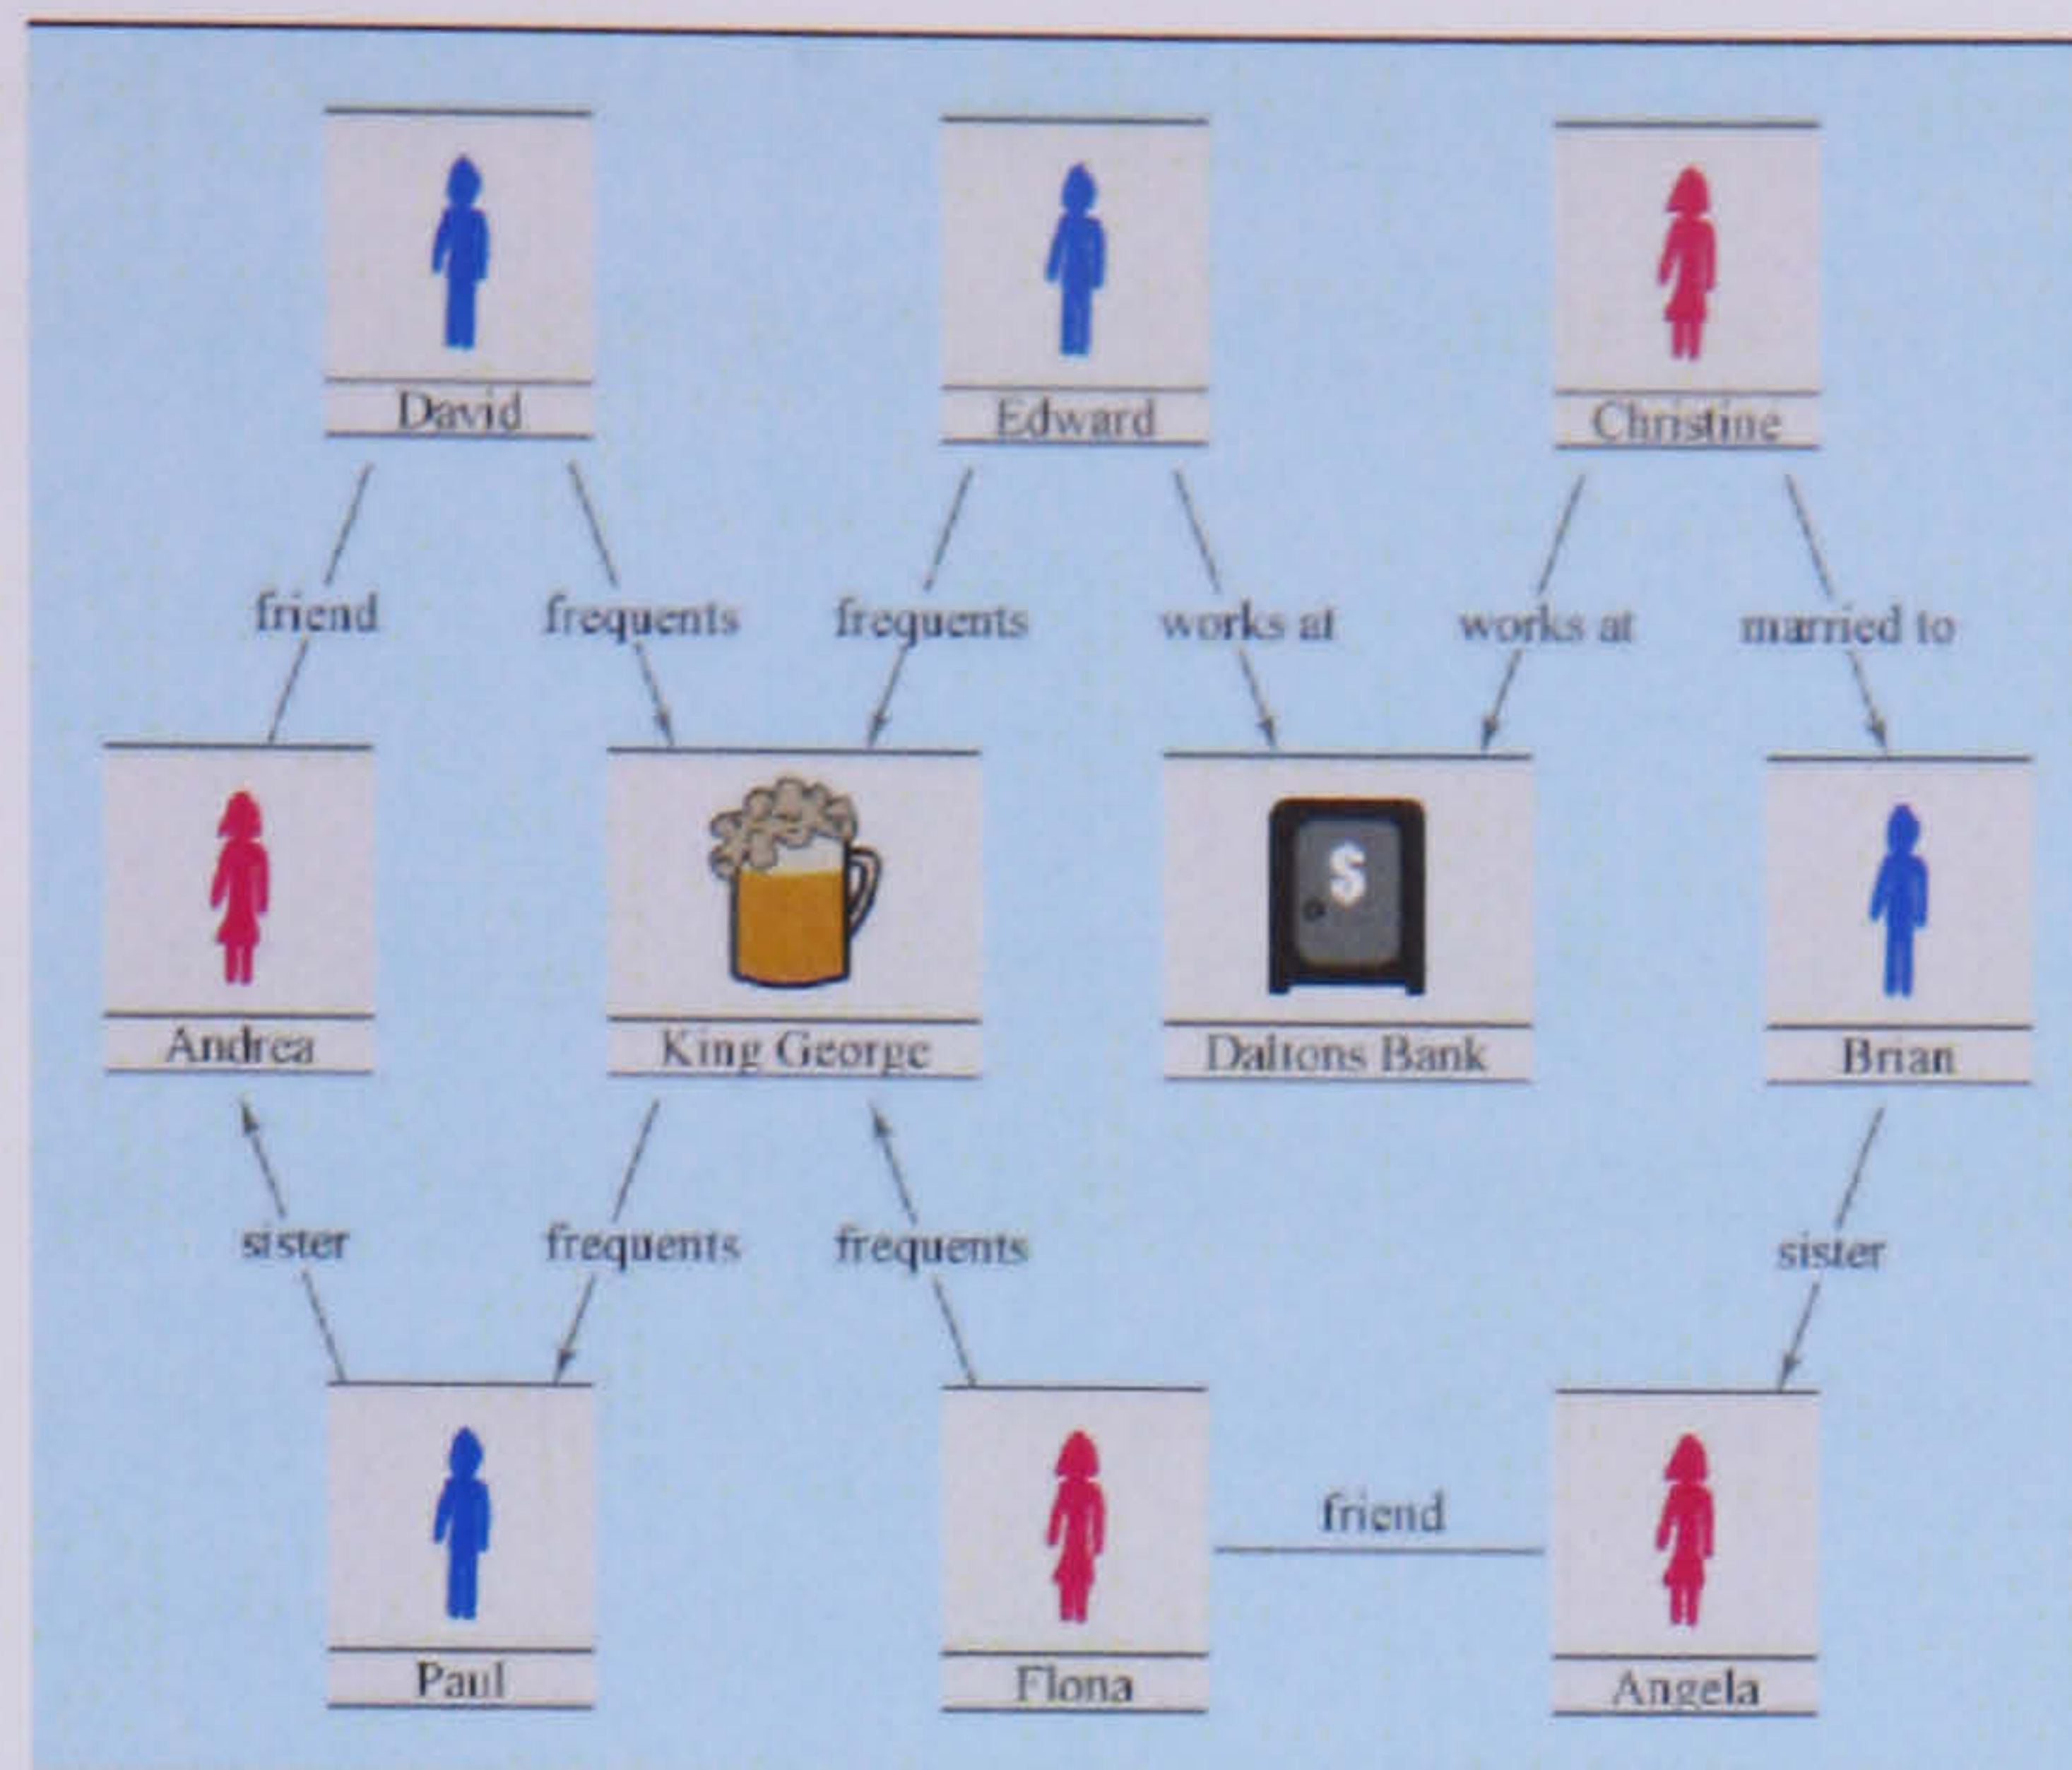 David
Edward
Christine
friend
frequents
frequents
works at
works at
married to
$
Andrea
King George
Daltons Bank
Brian
sister
frequents
frequents
sister
friend
Paul
Flona
Angela